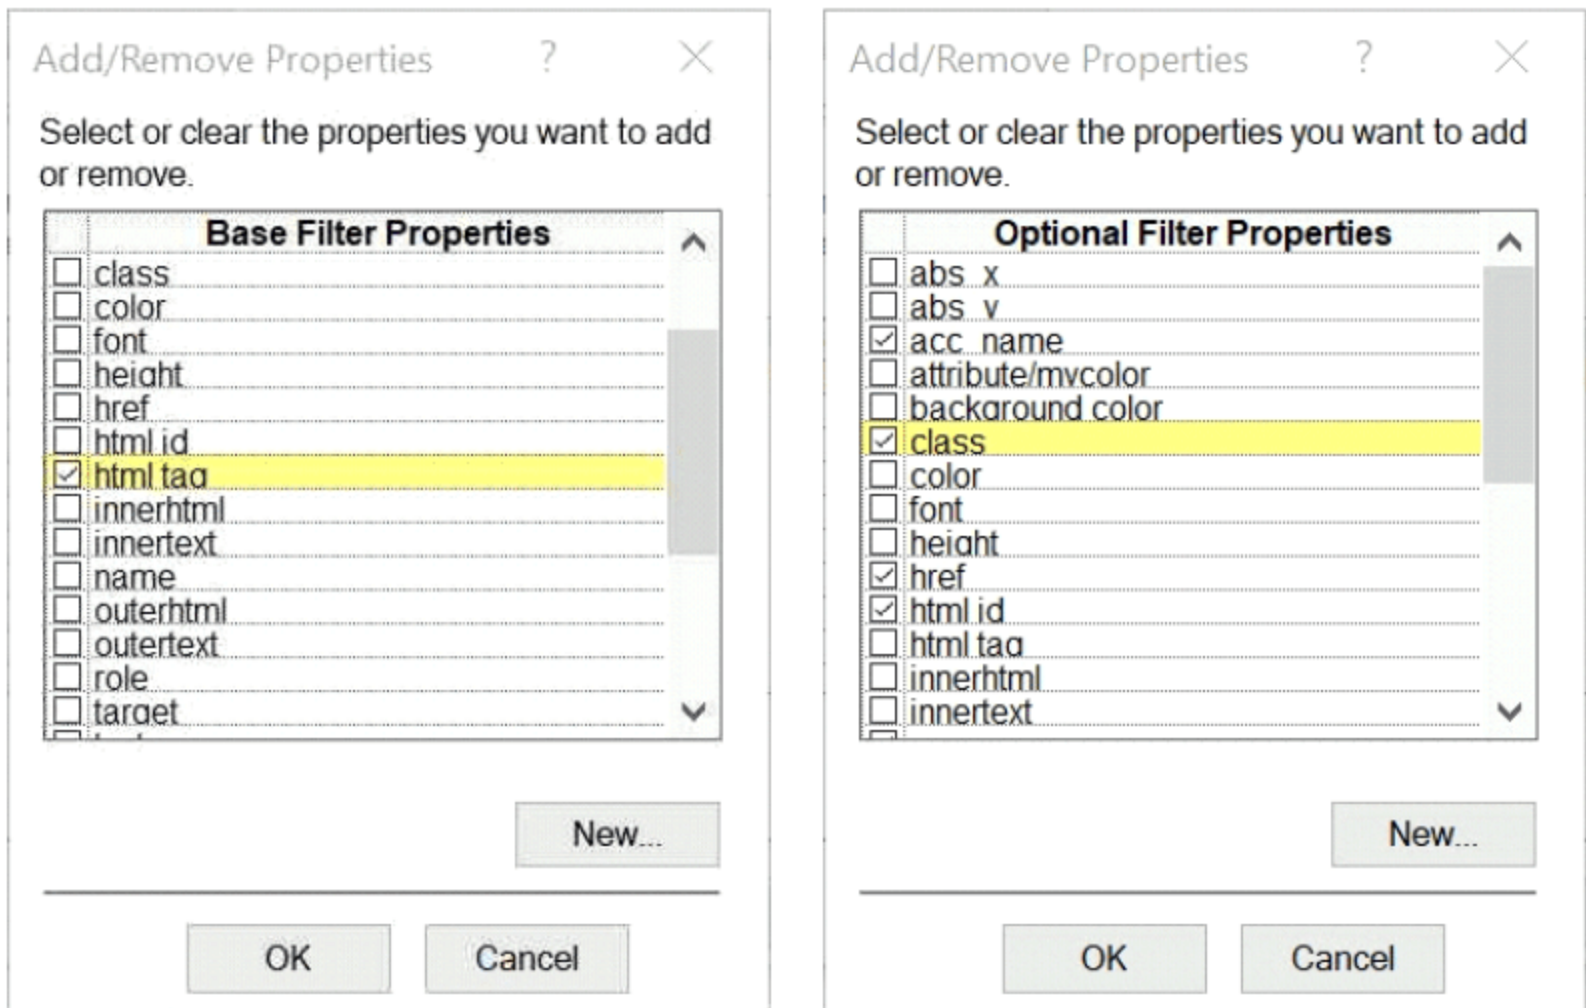 Add/Remove Properties ?
Select or clear the properties you want to add
or remove.
Base Filter Properties
class
color
font
height
href
html id
html tag
innerhtml
innertext
name
outerhtml
outertext
role
target
New...
OK Cancel
Add/Remove Properties ?
Select or clear the properties you want to add
or remove.
Optional Filter Properties
abs_x
abs_y
acc_name
attribute/mycolor
background color
class
color
font
height
href
html id
html tag
innerhtml
innertext
New...
OK Cancel